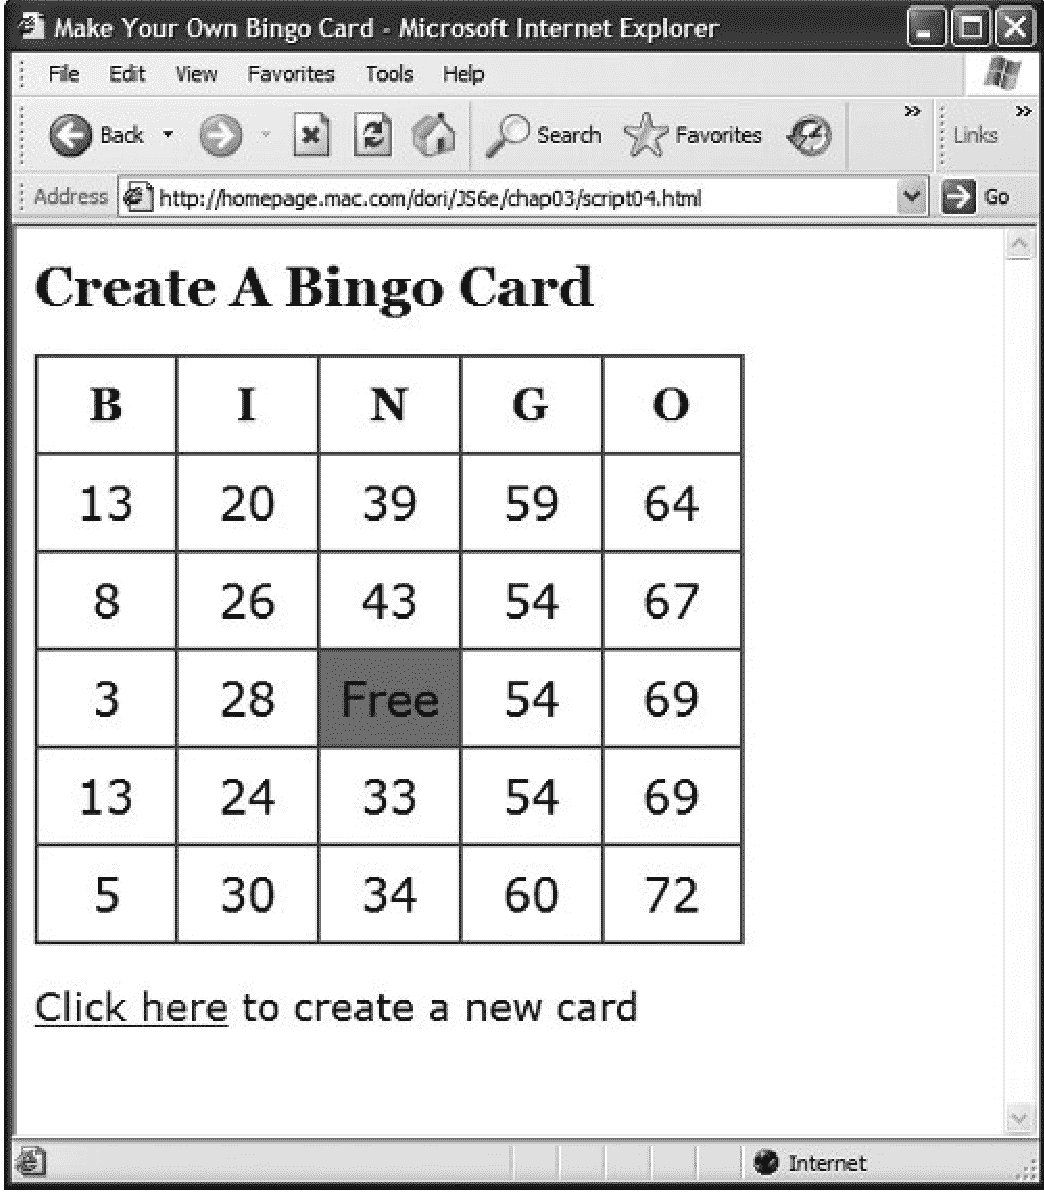 Make Your Own Bingo Card - Microsoft Internet Explorer
File Edit View Favorites Tools Help
Back Search Favorites » Links »
Address http://homepage.mac.com/dori/JS6e/chap03/script04.html Go
Create A Bingo Card
B I N G O
13 20 39 59 64
8 26 43 54 67
3 28 Free 54 69
13 24 33 54 69
5 30 34 60 72
Click here to create a new card
Internet